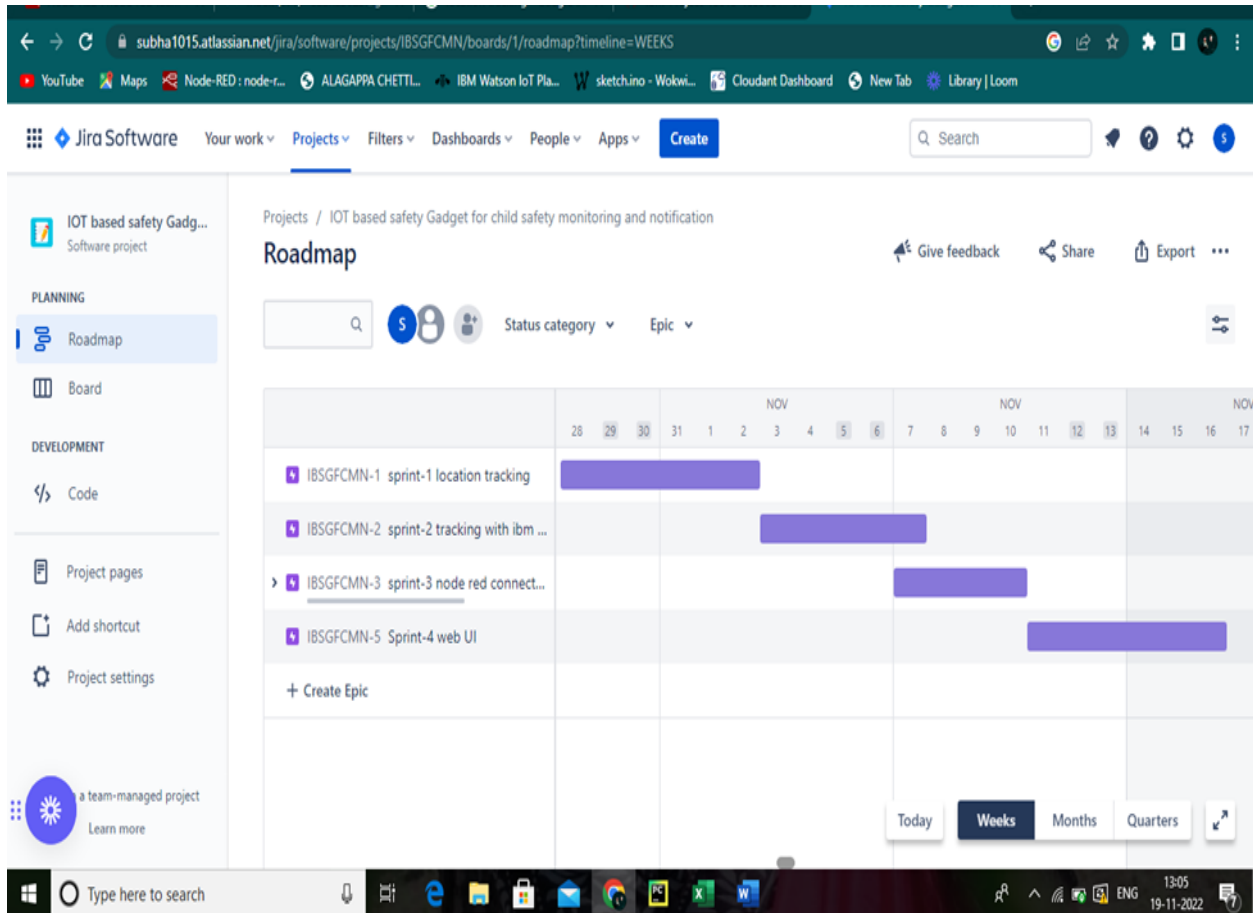 subha1015.atlassian.net/jira/software/projects/IBSGFCMN/boards/1/roadmap?timeline=WEEKS
YouTube Maps Node-RED : node-r... ALAGAPPA CHETTI... IBM Watson IoT Pla... sketch.ino - Wokwi... Cloudant Dashboard New Tab Library | Loom
Jira Software Your work Projects Filters Dashboards People Apps Create Search S
IOT based safety Gadg...
Software project
PLANNING
Roadmap
Board
DEVELOPMENT
Code
Project pages
Add shortcut
Project settings
a team-managed project
Learn more
Projects / IOT based safety Gadget for child safety monitoring and notification
Roadmap
Give feedback Share Export
S Status category Epic
NOV NOV NOV
28 29 30 31 1 2 3 4 5 6 7 8 9 10 11 12 13 14 15 16 17
IBSGFCMN-1 sprint-1 location tracking
IBSGFCMN-2 sprint-2 tracking with ibm ...
IBSGFCMN-3 sprint-3 node red connect...
IBSGFCMN-5 Sprint-4 web UI
+ Create Epic
Today Weeks Months Quarters
Type here to search
ENG
13:05
19-11-2022
7